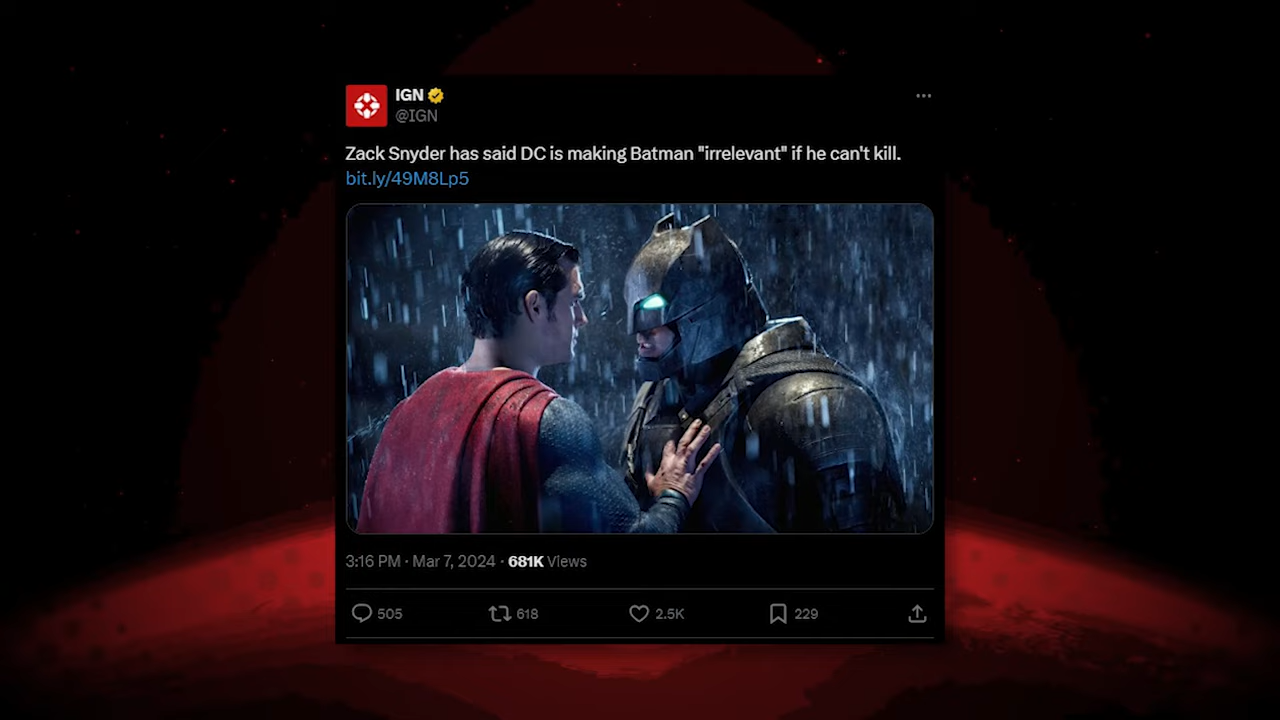 IGN
@IGN
Zack Snyder has said DC is making Batman "irrelevant" if he can't kill.
bit.ly/49M8Lp5
3:16 PM · Mar 7, 2024 · 681K Views
505 618 2.5K 229